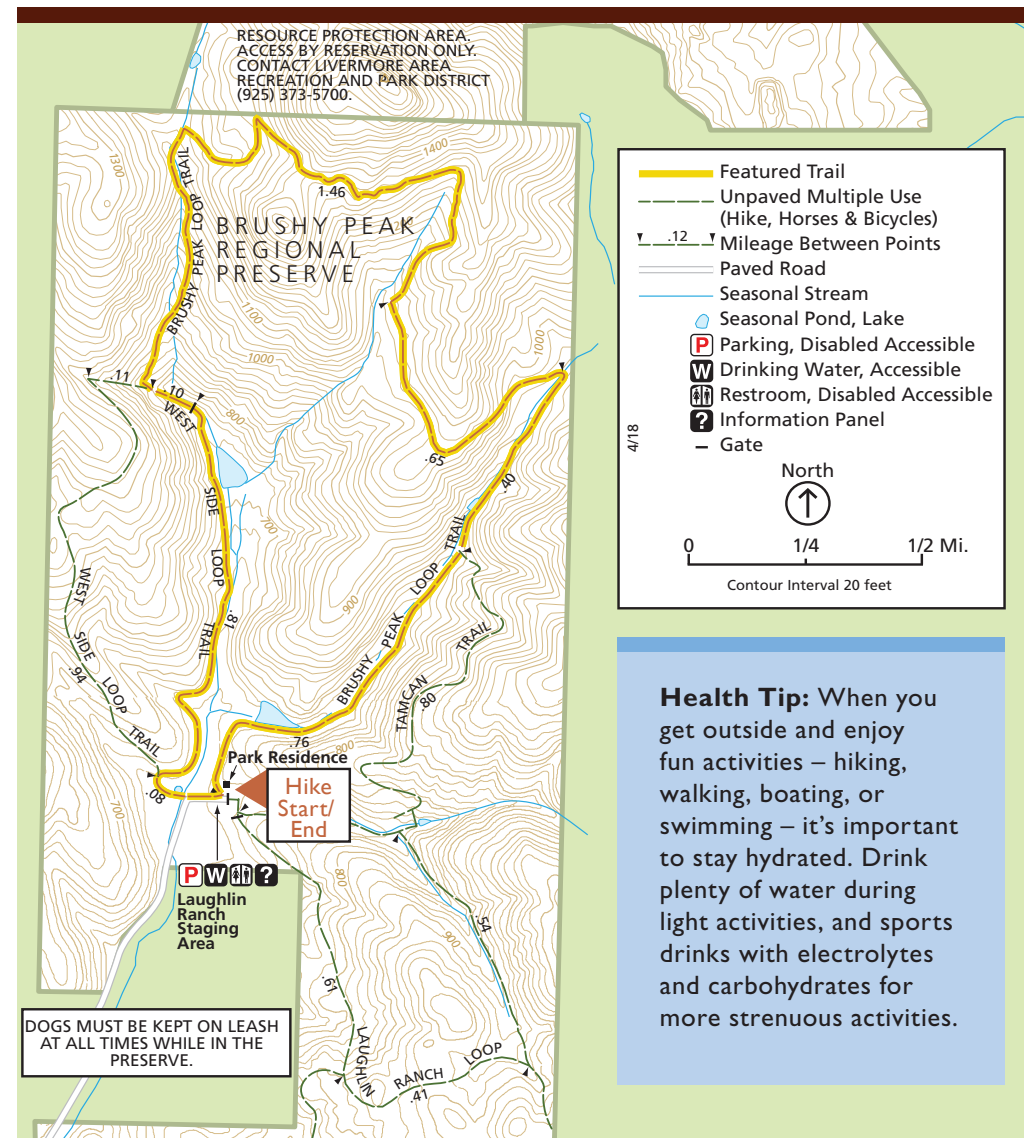 RESOURCE PROTECTION AREA.
ACCESS BY RESERVATION ONLY.
CONTACT LIVERMORE AREA
RECREATION AND PARK DISTRICT
(925) 373-5700.
1300
1400
1.46
BRUSHY PEAK LOOP TRAIL
BRUSHY PEAK
REGIONAL
PRESERVE
.12
1100
1000
1000
.11
.10
WEST
SIDE
LOOP
TRAIL
.81
800
700
.65
.40
900
BRUSHY PEAK LOOP TRAIL
.76
800
WEST
SIDE
LOOP
TRAIL
.94
TAMCAN
TRAIL
.80
Park Residence
Hike
Start/
End
.08
700
P W ?
Laughlin
Ranch
Staging
Area
800
900
.54
.61
LAUGHLIN
RANCH
LOOP
.41
DOGS MUST BE KEPT ON LEASH
AT ALL TIMES WHILE IN THE
PRESERVE.
Featured Trail
Unpaved Multiple Use
(Hike, Horses & Bicycles)
.12 Mileage Between Points
Paved Road
Seasonal Stream
Seasonal Pond, Lake
P Parking, Disabled Accessible
W Drinking Water, Accessible
Restroom, Disabled Accessible
? Information Panel
Gate
4/18
North
0 1/4 1/2 Mi.
Contour Interval 20 feet
Health Tip: When you
get outside and enjoy
fun activities – hiking,
walking, boating, or
swimming – it's important
to stay hydrated. Drink
plenty of water during
light activities, and sports
drinks with electrolytes
and carbohydrates for
more strenuous activities.